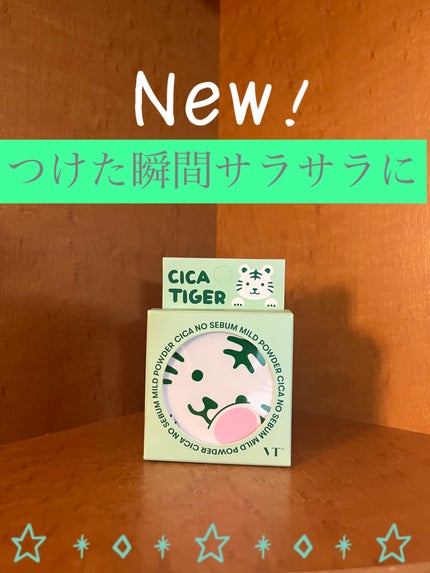 New!
つけた瞬間サラサラに
CICA
TIGER
CICA NO SEBUM MILD POWDER CICA NO SEBUM MILD POWDER CICA NO SEBUM MILD POWDER
VT